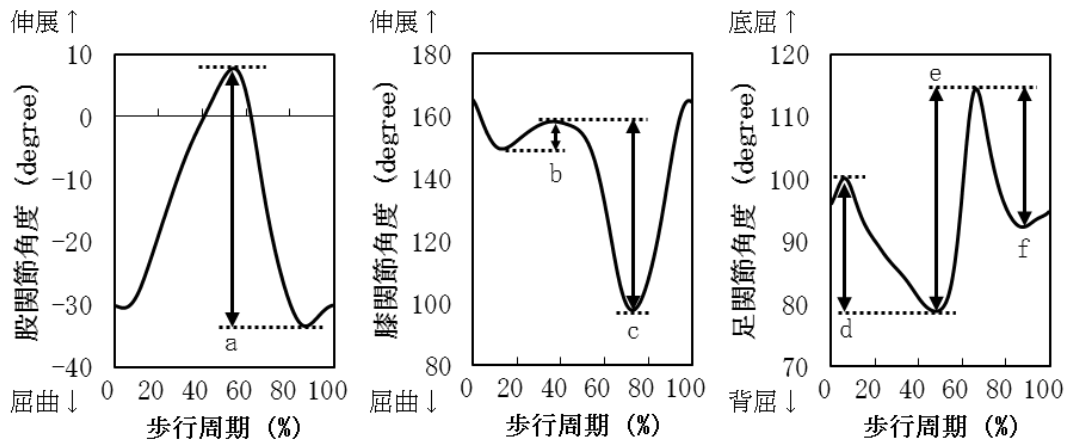 伸展↑
股関節角度 (degree)
10
0
-10
-20
-30
-40
a
0 20 40 60 80 100
屈曲↓
歩行周期 (%)
伸展↑
膝関節角度 (degree)
180
160
140
120
100
80
b
c
0 20 40 60 80 100
屈曲↓
歩行周期 (%)
底屈↑
足関節角度 (degree)
120
110
100
90
80
70
e
d
f
0 20 40 60 80 100
背屈↓
歩行周期 (%)